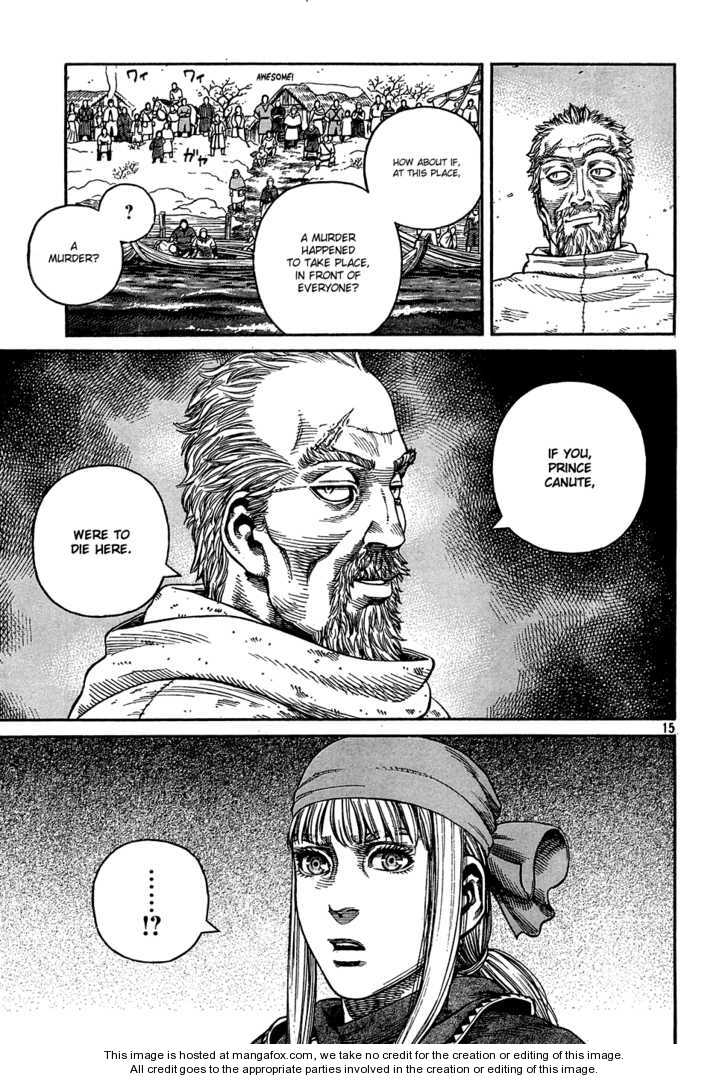 ワイ
ワイ
AWESOME!
ガヤ
HOW ABOUT IF,
AT THIS PLACE,
A MURDER
HAPPENED
TO TAKE PLACE,
IN FRONT OF
EVERYONE?
?
A
MURDER?
IF YOU,
PRINCE
CANUTE,
WERE TO
DIE HERE.
15
......
!?
This image is hosted at mangafox.com, we take no credit for the creation or editing of this image.
All credit goes to the appropriate parties involved in the creation or editing of this image.